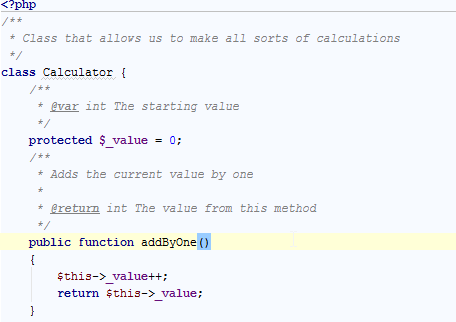 <?php
/**
 * Class that allows us to make all sorts of calculations
 */
class Calculator {
    /**
     * @var int The starting value
     */
    protected $_value = 0;
    /**
     * Adds the current value by one
     *
     * @return int The value from this method
     */
    public function addByOne()
    {
        $this->_value++;
        return $this->_value;
    }